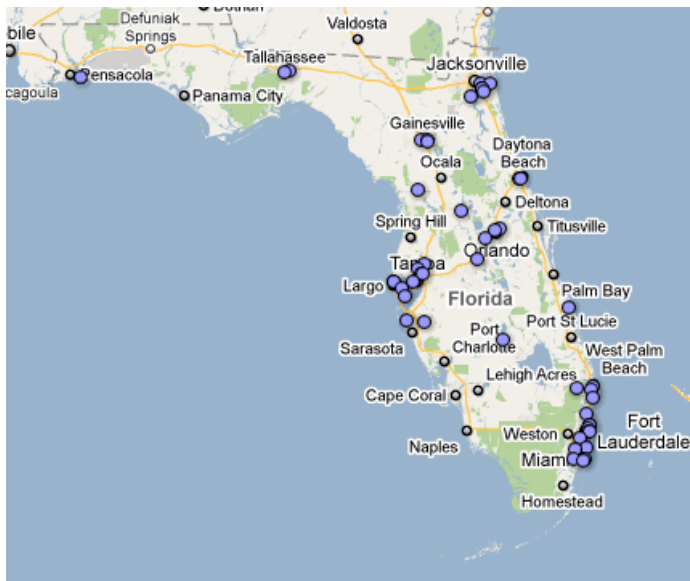 Dothan
Valdosta
Defuniak
Springs
bile
Tallahassee
Jacksonville
Pensacola
cagoula
Panama City
Gainesville
Daytona
Beach
Ocala
Deltona
Spring Hill
Titusville
Orlando
Tampa
Largo
Palm Bay
Florida
Port St Lucie
Port
Charlotte
Sarasota
West Palm
Beach
Lehigh Acres
Cape Coral
Fort
Lauderdale
Weston
Naples
Miami
Homestead